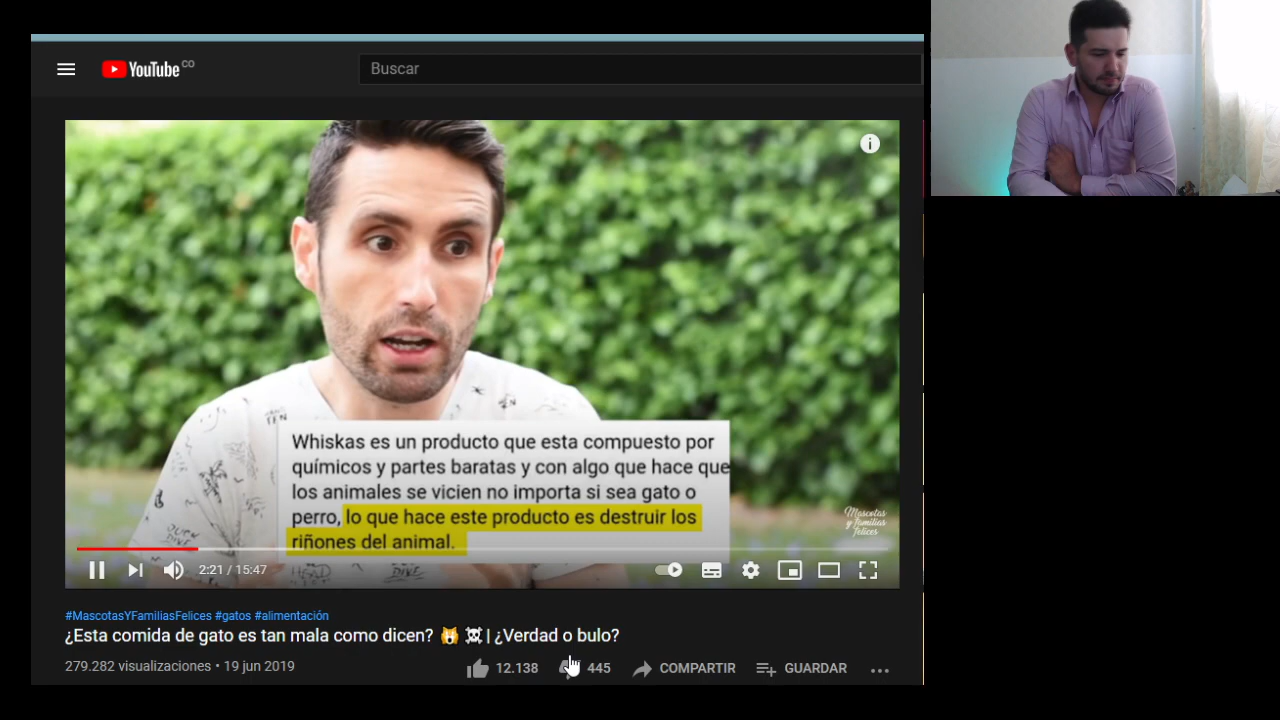 YouTube CO
Buscar
Whiskas es un producto que esta compuesto por
químicos y partes baratas y con algo que hace que
los animales se vicien no importa si sea gato o
perro, lo que hace este producto es destruir los
riñones del animal.
Mascotas
y Familias
Felices
2:21 / 15:47
#MascotasYFamiliasFelices #gatos #alimentación
¿Esta comida de gato es tan mala como dicen? 🙀 ☠ | ¿Verdad o bulo?
279.282 visualizaciones • 19 jun 2019
12.138 445 COMPARTIR GUARDAR